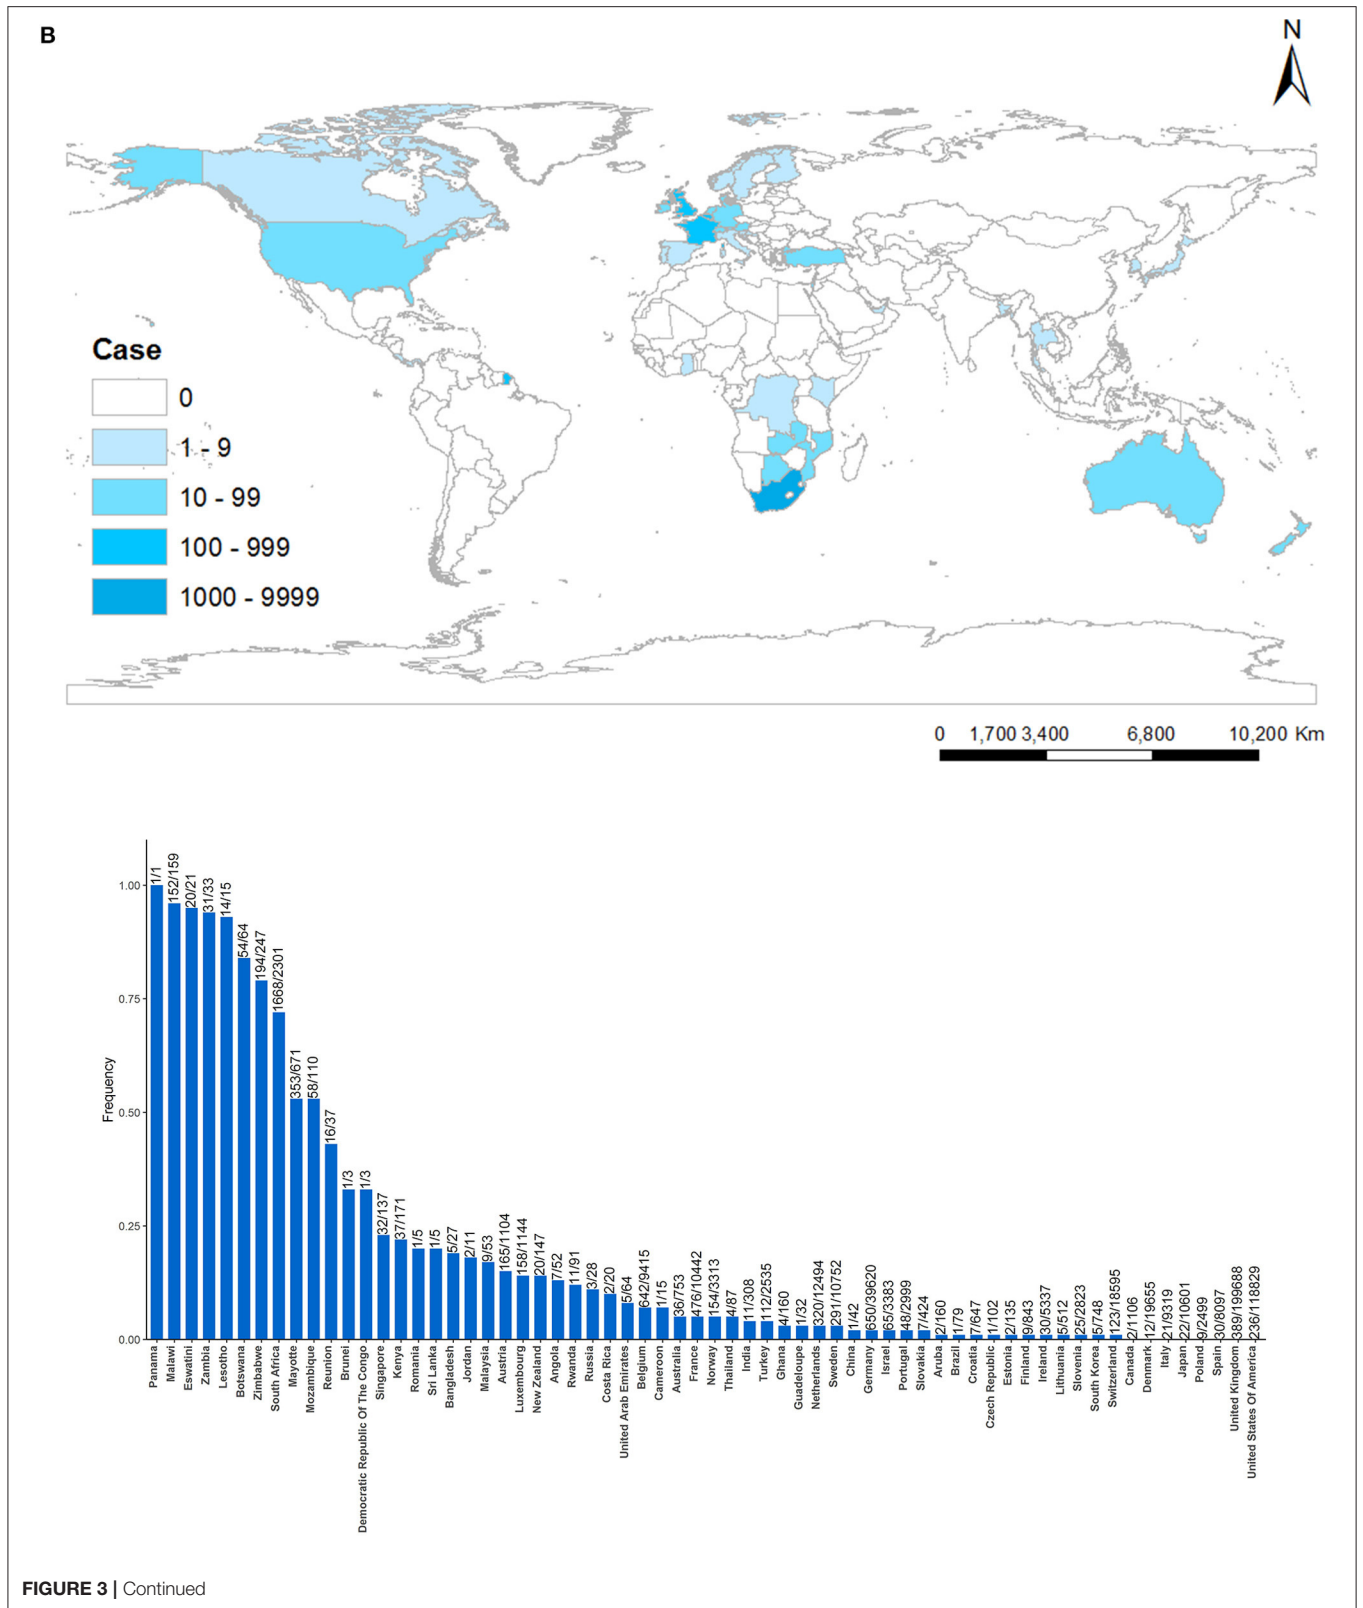 B
N
Case
0
1 - 9
10 - 99
100 - 999
1000 - 9999
0 1,700 3,400 6,800 10,200 Km
Frequency
1.00
0.75
0.50
0.25
0.00
1/1
152/159
20/21
31/33
14/15
54/64
194/247
1668/2301
353/671
58/110
16/37
1/3
1/3
32/137
37/171
1/5
1/5
5/27
2/11
9/53
165/1104
158/1144
20/147
7/52
11/91
3/28
2/20
5/64
642/9415
1/15
36/753
476/10442
154/3313
4/87
11/308
112/2535
4/160
1/32
320/12494
291/10752
1/42
650/39620
65/3383
48/2999
7/424
2/160
1/79
7/647
1/102
2/135
9/843
30/5337
5/512
25/2823
5/748
123/18595
2/1106
12/19655
21/9319
22/10601
9/2499
30/8097
389/199688
236/118829
Panama
Malawi
Eswatini
Zambia
Lesotho
Botswana
Zimbabwe
South Africa
Mayotte
Mozambique
Reunion
Brunei
Democratic Republic Of The Congo
Singapore
Kenya
Romania
Sri Lanka
Bangladesh
Jordan
Malaysia
Austria
Luxembourg
New Zealand
Angola
Rwanda
Russia
Costa Rica
United Arab Emirates
Belgium
Cameroon
Australia
France
Norway
Thailand
India
Turkey
Ghana
Guadeloupe
Netherlands
Sweden
China
Germany
Israel
Portugal
Slovakia
Aruba
Brazil
Croatia
Czech Republic
Estonia
Finland
Ireland
Lithuania
Slovenia
South Korea
Switzerland
Canada
Denmark
Italy
Japan
Poland
Spain
United Kingdom
United States Of America
FIGURE 3 | Continued